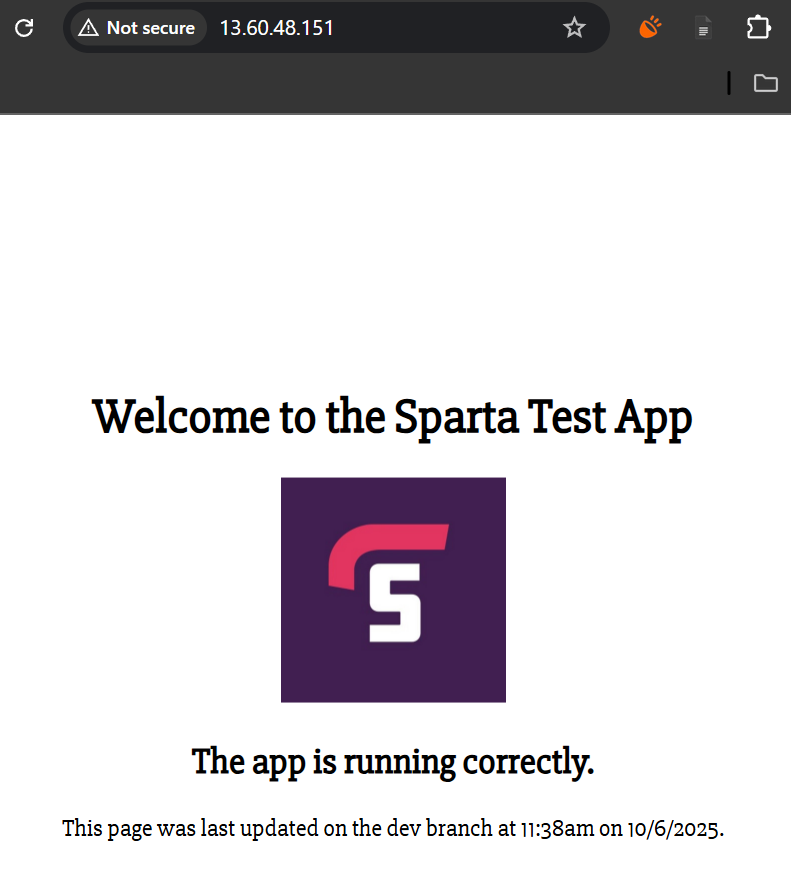 Not secure 13.60.48.151
Welcome to the Sparta Test App
S
The app is running correctly.
This page was last updated on the dev branch at 11:38am on 10/6/2025.